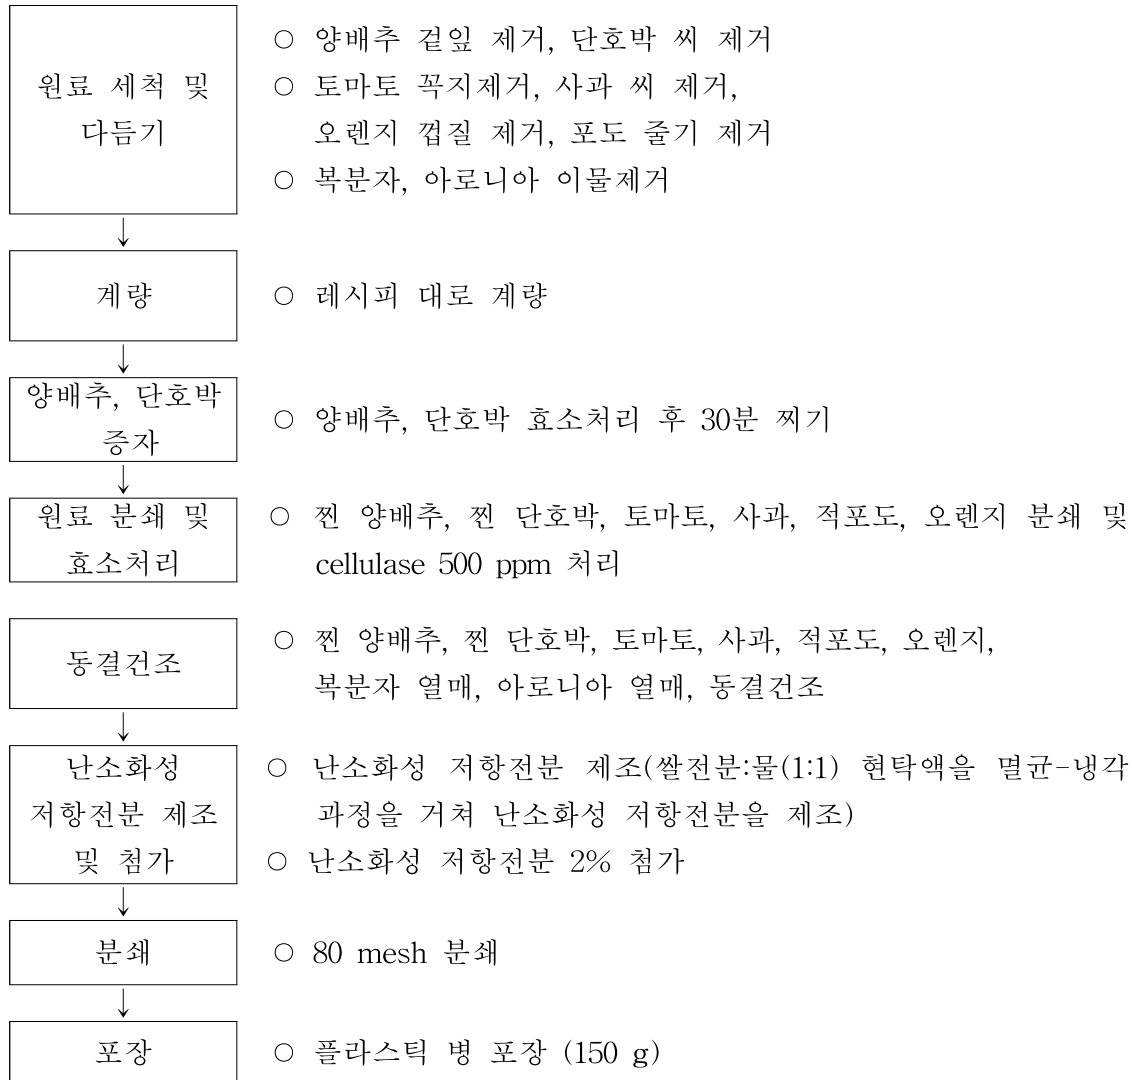 원료 세척 및
다듬기
○ 양배추 겉잎 제거, 단호박 씨 제거
○ 토마토 꼭지제거, 사과 씨 제거,
오렌지 껍질 제거, 포도 줄기 제거
○ 복분자, 아로니아 이물제거
계량
○ 레시피 대로 계량
양배추, 단호박
증자
○ 양배추, 단호박 효소처리 후 30분 찌기
원료 분쇄 및
효소처리
○ 찐 양배추, 찐 단호박, 토마토, 사과, 적포도, 오렌지 분쇄 및
cellulase 500 ppm 처리
동결건조
○ 찐 양배추, 찐 단호박, 토마토, 사과, 적포도, 오렌지,
복분자 열매, 아로니아 열매, 동결건조
난소화성
저항전분 제조
및 첨가
○ 난소화성 저항전분 제조(쌀전분:물(1:1) 현탁액을 멸균-냉각
과정을 거쳐 난소화성 저항전분을 제조)
○ 난소화성 저항전분 2% 첨가
분쇄
○ 80 mesh 분쇄
포장
○ 플라스틱 병 포장 (150 g)